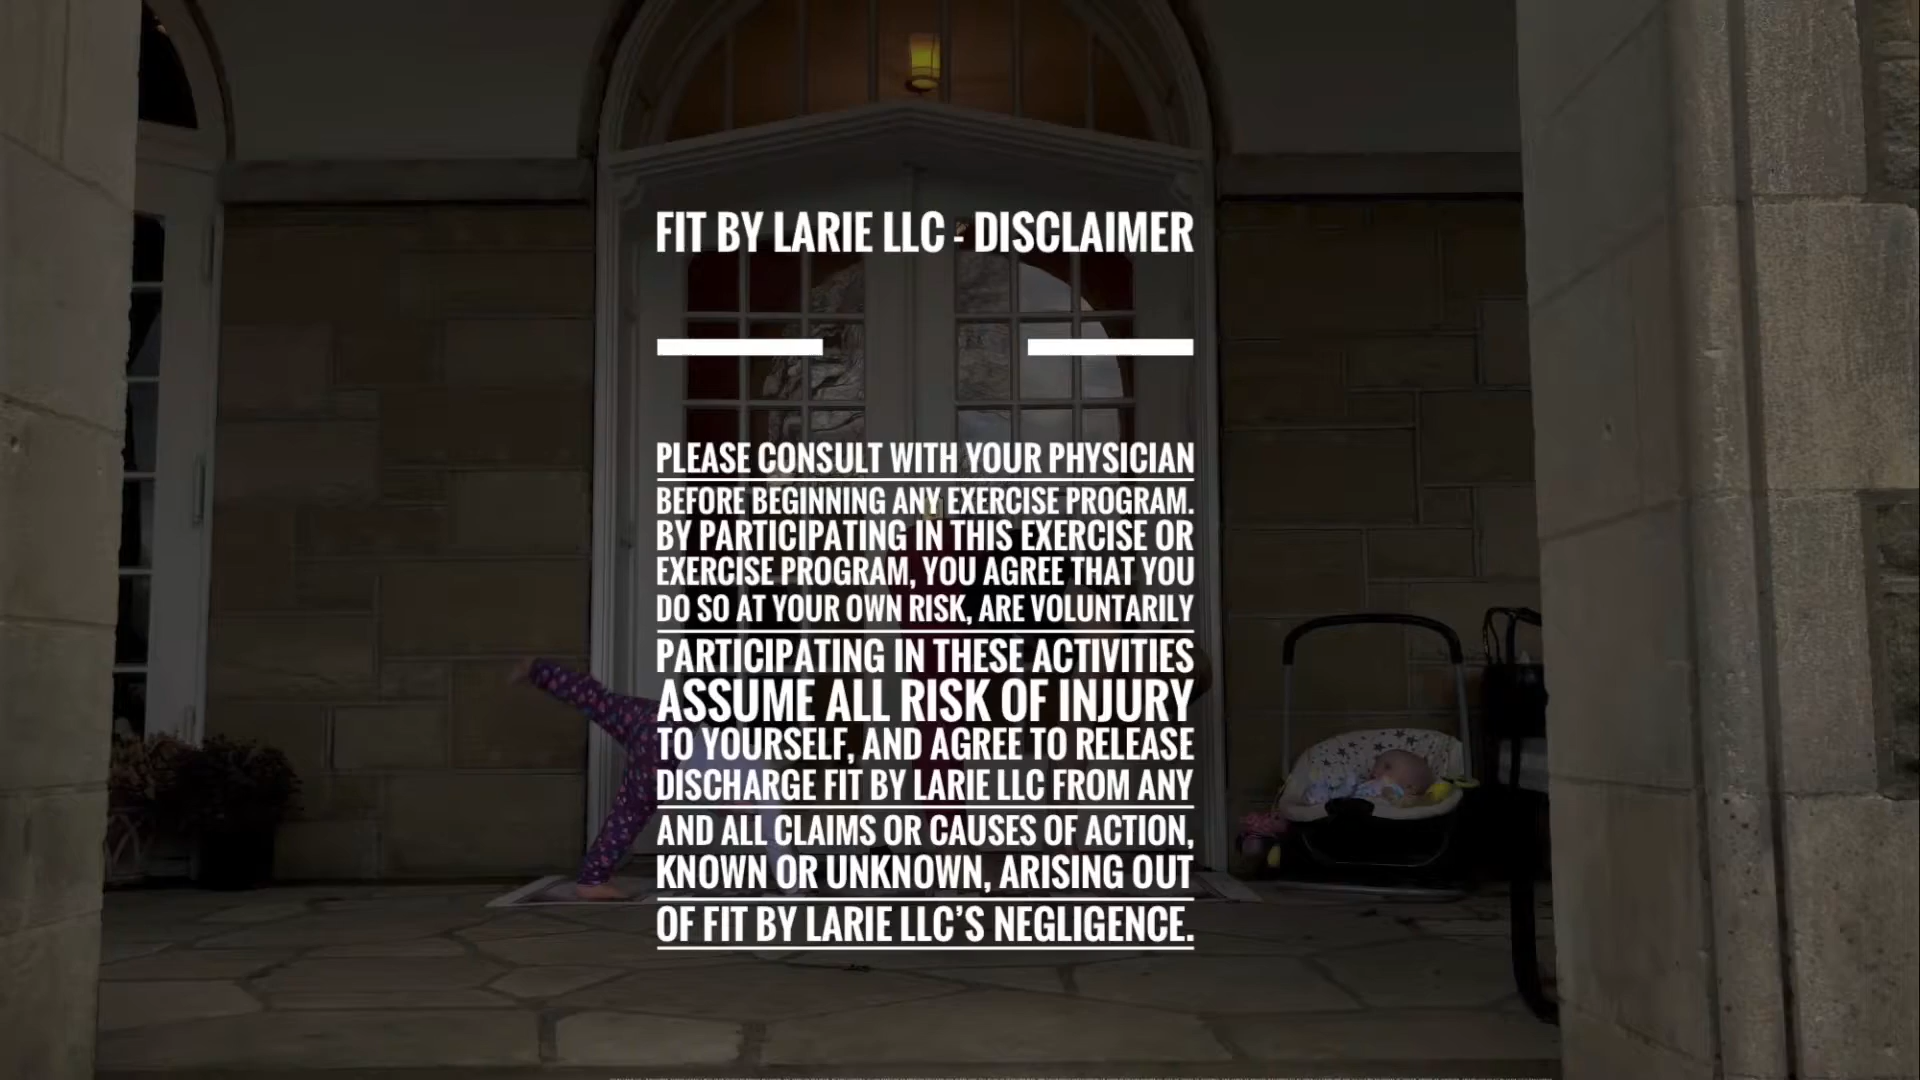 FIT BY LARIE LLC - DISCLAIMER
PLEASE CONSULT WITH YOUR PHYSICIAN
BEFORE BEGINNING ANY EXERCISE PROGRAM.
BY PARTICIPATING IN THIS EXERCISE OR
EXERCISE PROGRAM, YOU AGREE THAT YOU
DO SO AT YOUR OWN RISK, ARE VOLUNTARILY
PARTICIPATING IN THESE ACTIVITIES
ASSUME ALL RISK OF INJURY
TO YOURSELF, AND AGREE TO RELEASE
DISCHARGE FIT BY LARIE LLC FROM ANY
AND ALL CLAIMS OR CAUSES OF ACTION,
KNOWN OR UNKNOWN, ARISING OUT
OF FIT BY LARIE LLC’S NEGLIGENCE.